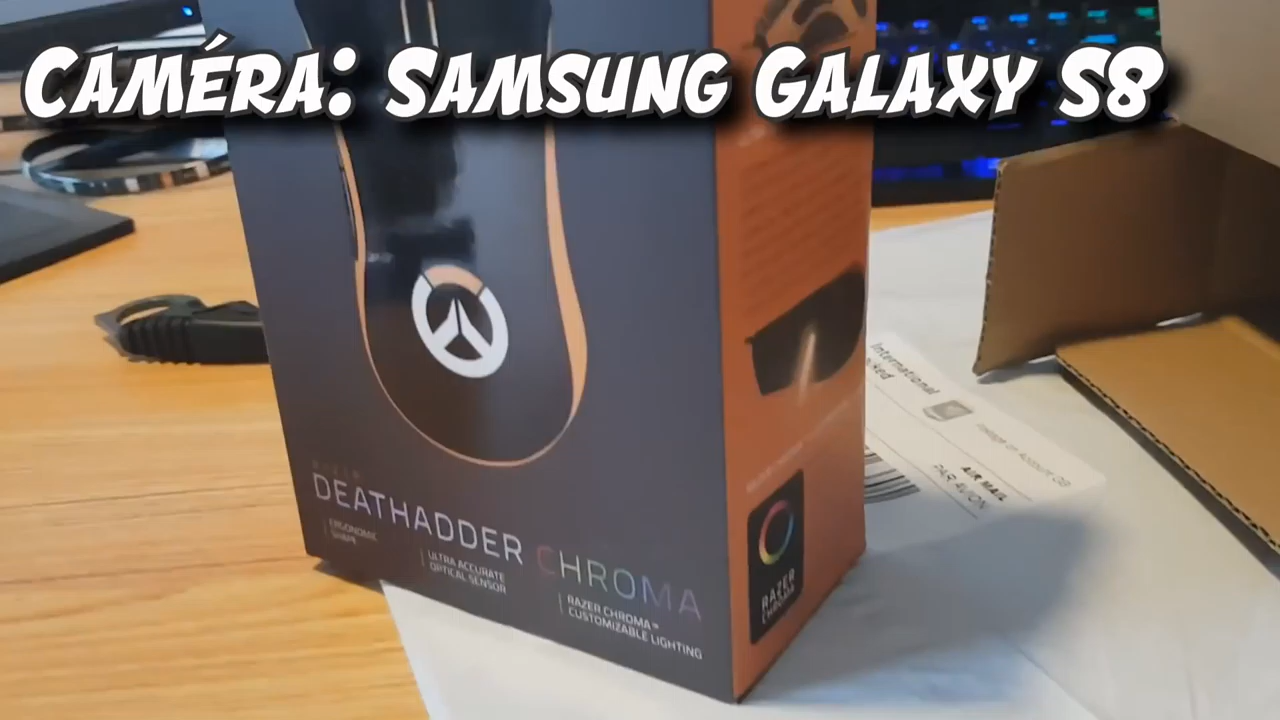 Caméra: Samsung Galaxy S8
DEATHADDER CHROMA
ERGONOMIC
SHAPE
ULTRA ACCURATE
OPTICAL SENSOR
RAZER CHROMA™
CUSTOMIZABLE LIGHTING
RAZER
CHROMA
International
AIR MAIL
PAR AVION